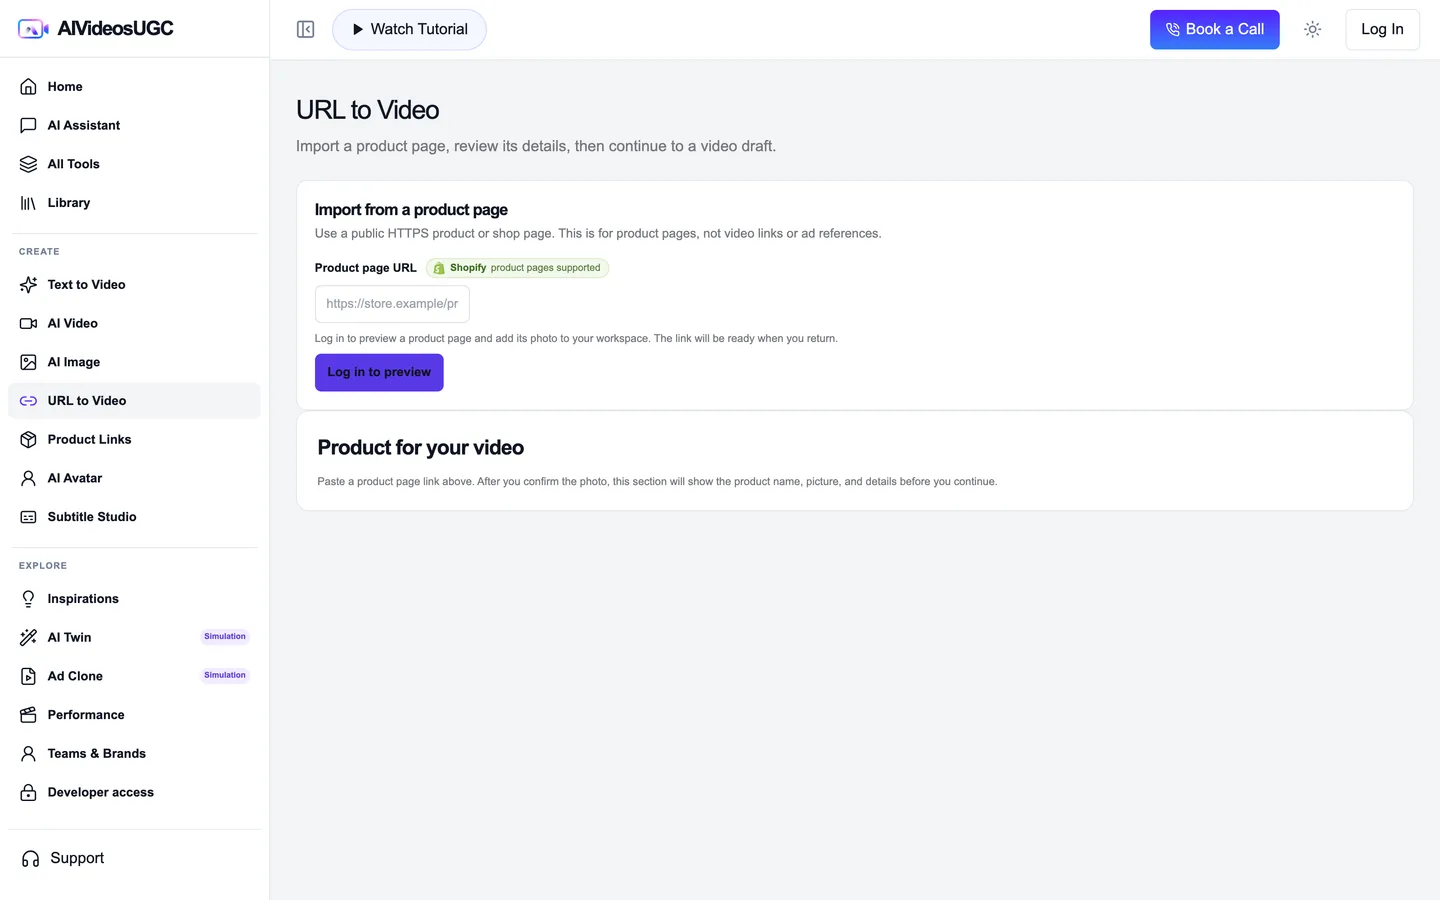 AIVideosUGC
Home
AI Assistant
All Tools
Library
CREATE
Text to Video
AI Video
AI Image
URL to Video
Product Links
AI Avatar
Subtitle Studio
EXPLORE
Inspirations
AI Twin
Simulation
Ad Clone
Simulation
Performance
Teams & Brands
Developer access
Support
Watch Tutorial
Book a Call
Log In
URL to Video
Import a product page, review its details, then continue to a video draft.
Import from a product page
Use a public HTTPS product or shop page. This is for product pages, not video links or ad references.
Product page URL
Shopify product pages supported
https://store.example/pr
Log in to preview a product page and add its photo to your workspace. The link will be ready when you return.
Log in to preview
Product for your video
Paste a product page link above. After you confirm the photo, this section will show the product name, picture, and details before you continue.